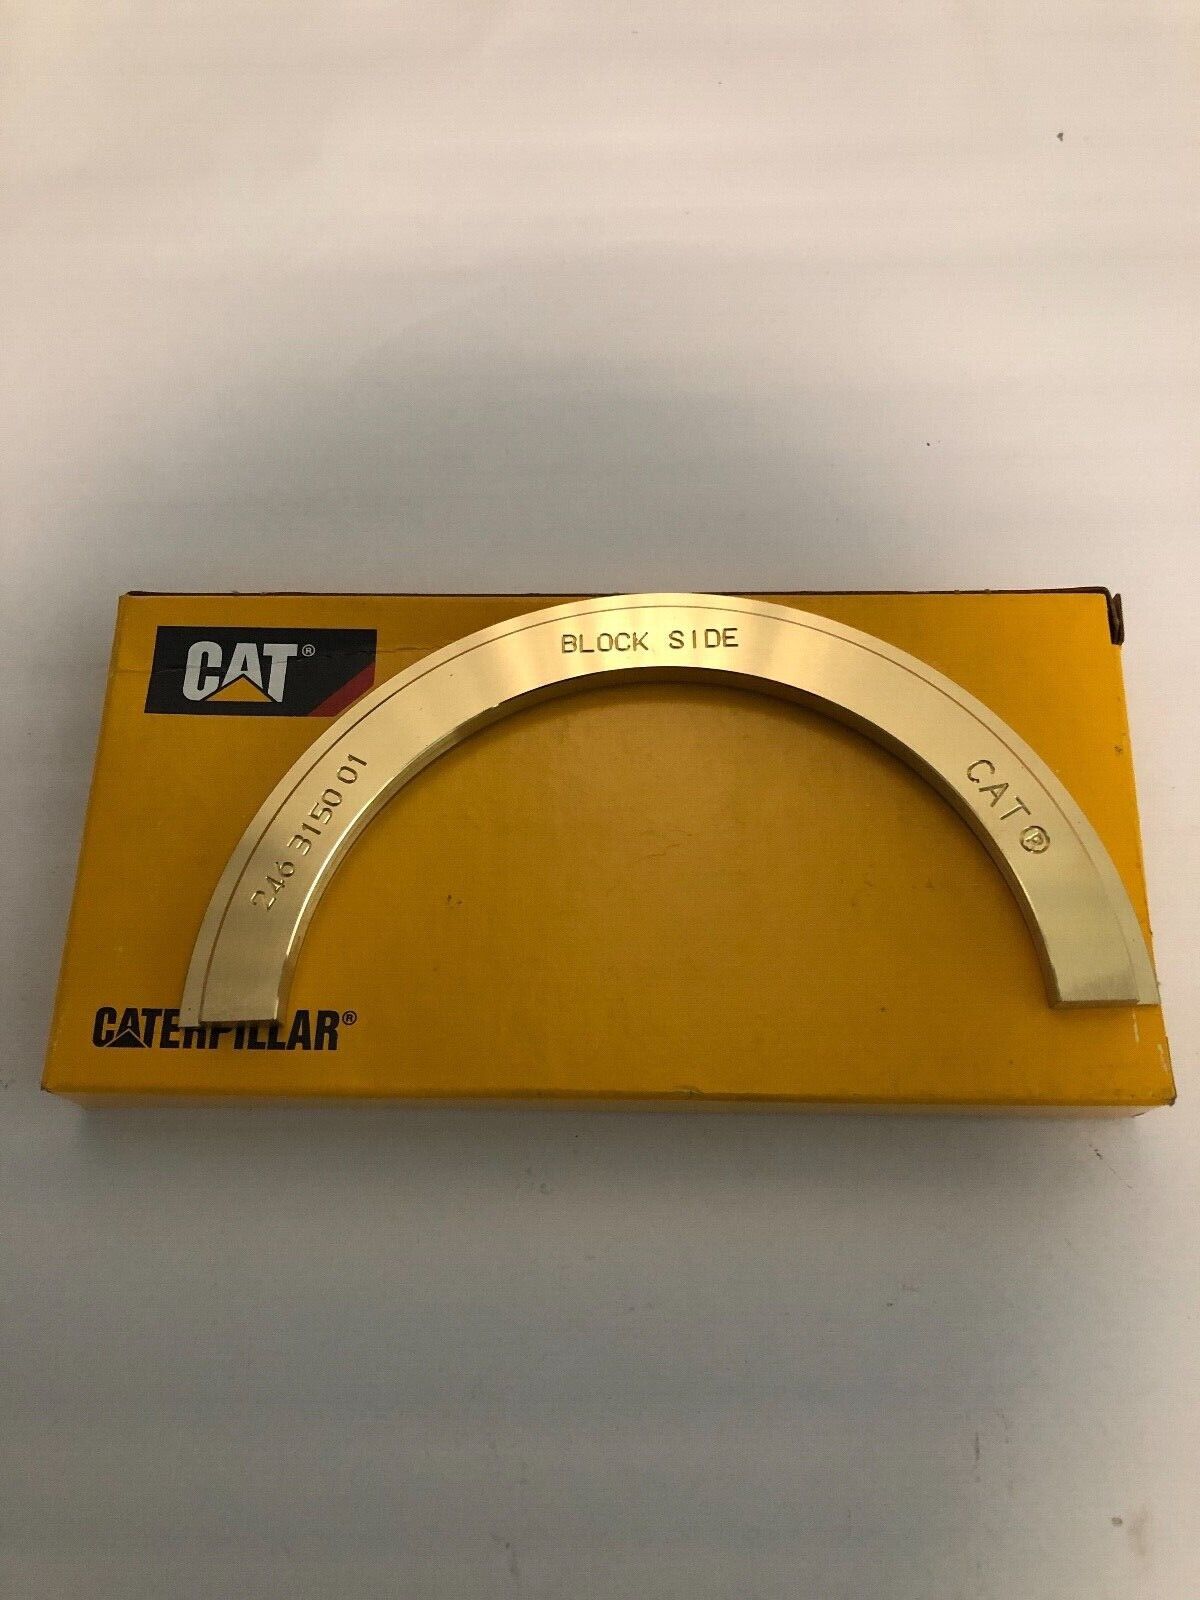 CAT®
BLOCK SIDE
246 3150 01
CAT Ⓡ
CATERPILLAR®